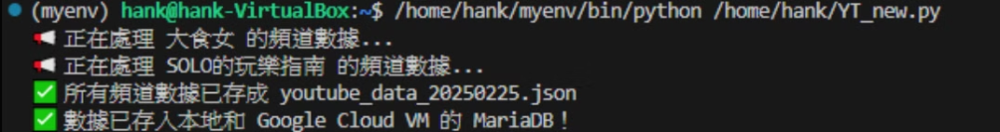 (myenv) hank@hank-VirtualBox:~$ /home/hank/myenv/bin/python /home/hank/YT_new.py
📢 正在處理 大食女 的頻道數據...
📢 正在處理 SOLO的玩樂指南 的頻道數據...
✅ 所有頻道數據已存成 youtube_data_20250225.json
✅ 數據已存入本地和 Google Cloud VM 的 MariaDB！